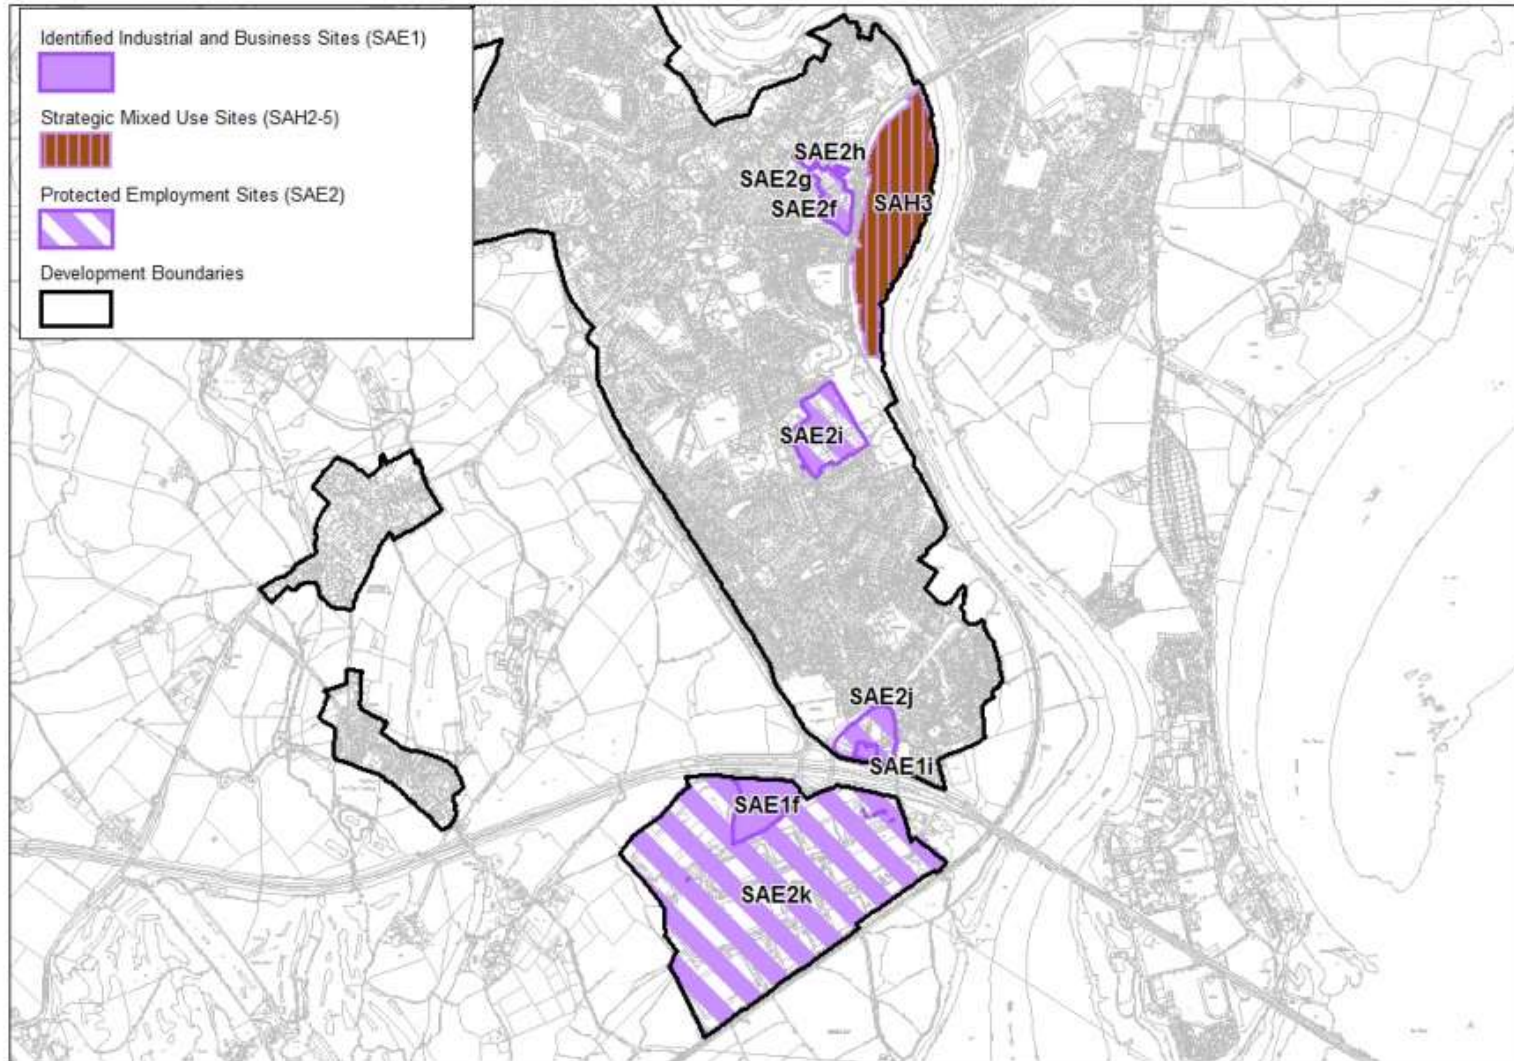 Identified Industrial and Business Sites (SAE1)
Strategic Mixed Use Sites (SAH2-5)
Protected Employment Sites (SAE2)
Development Boundaries
SAE2h
SAE2g
SAE2f
SAH3
SAE2i
SAE2j
SAE1i
SAE1f
SAE2k